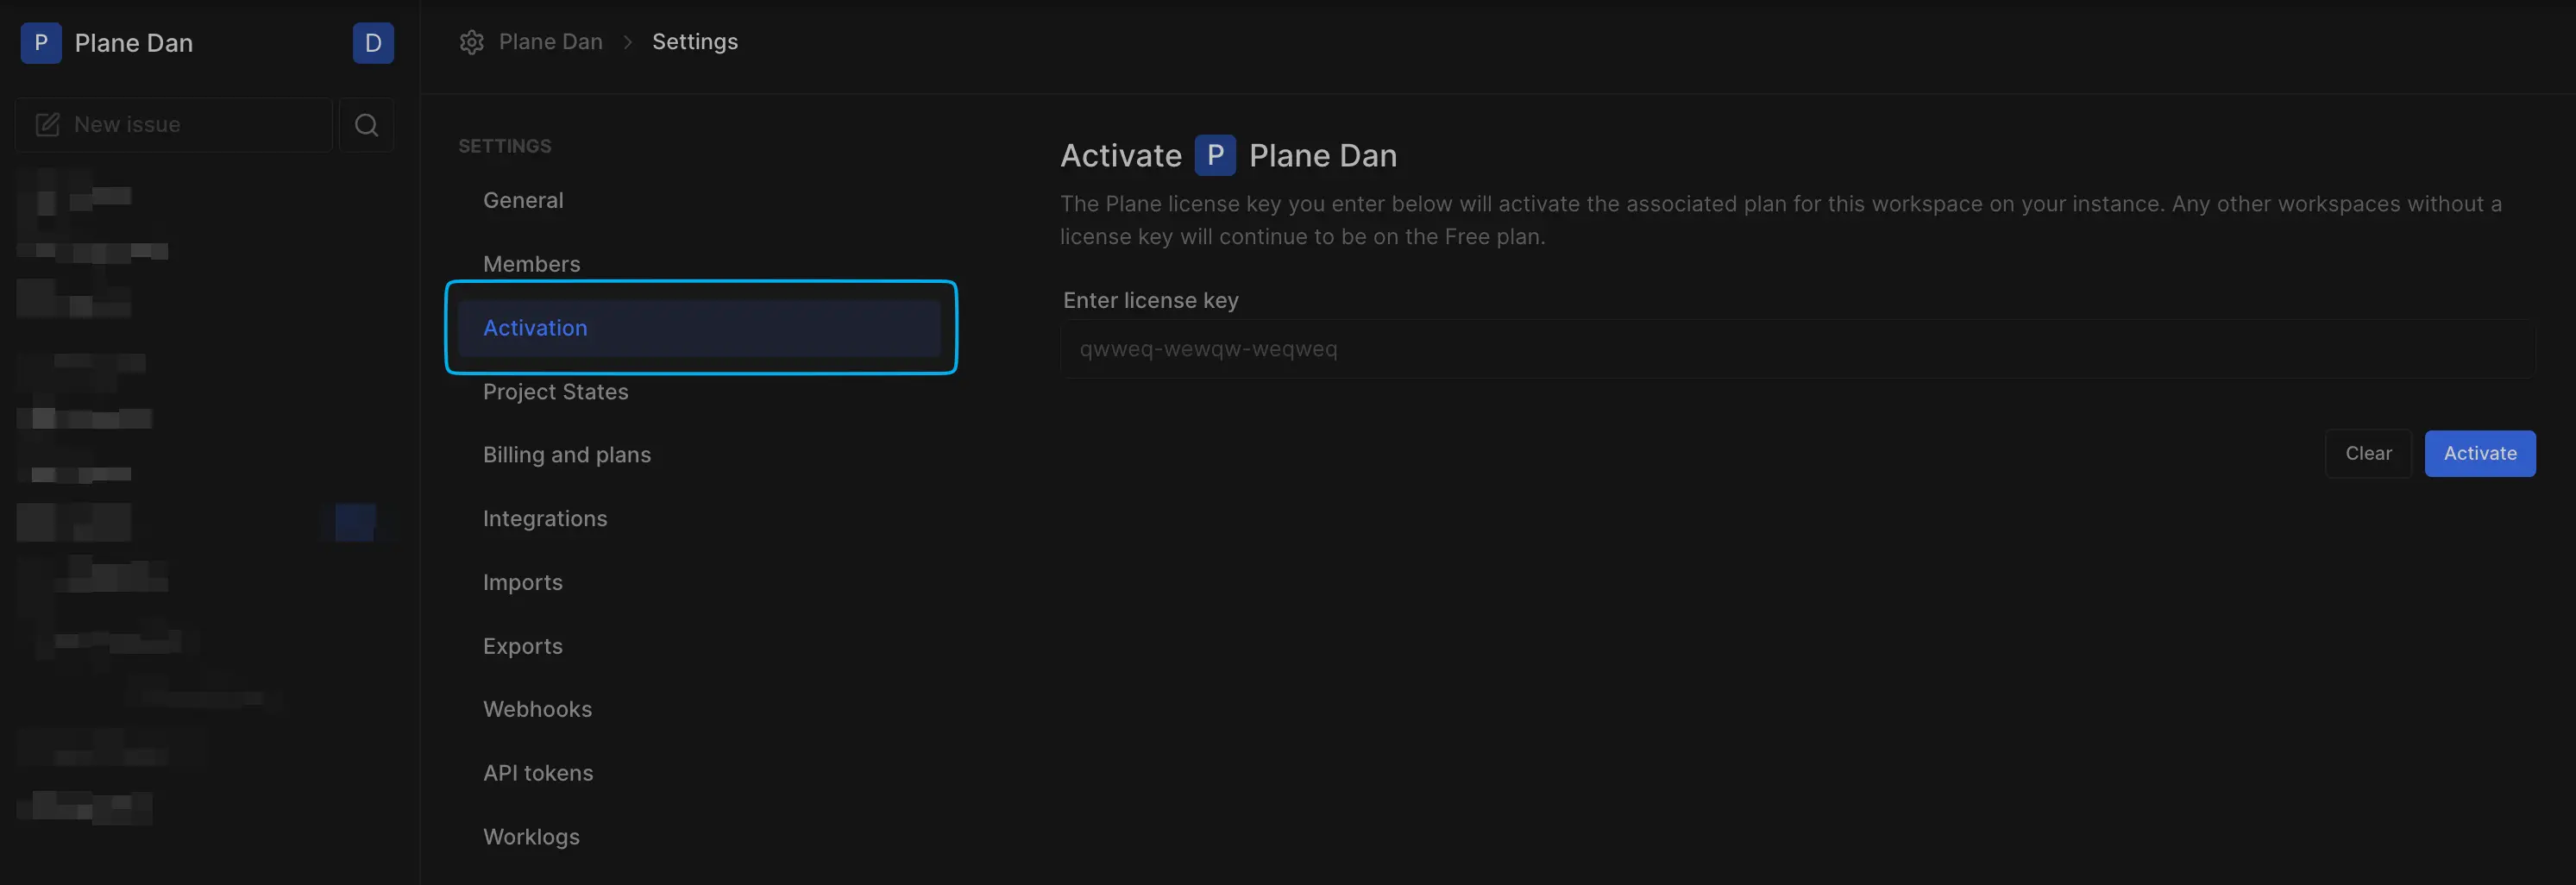 P Plane Dan D
New issue
Plane Dan > Settings
SETTINGS
General
Members
Activation
Project States
Billing and plans
Integrations
Imports
Exports
Webhooks
API tokens
Worklogs
Activate P Plane Dan
The Plane license key you enter below will activate the associated plan for this workspace on your instance. Any other workspaces without a
license key will continue to be on the Free plan.
Enter license key
qwweq-wewqw-weqweq
Clear Activate